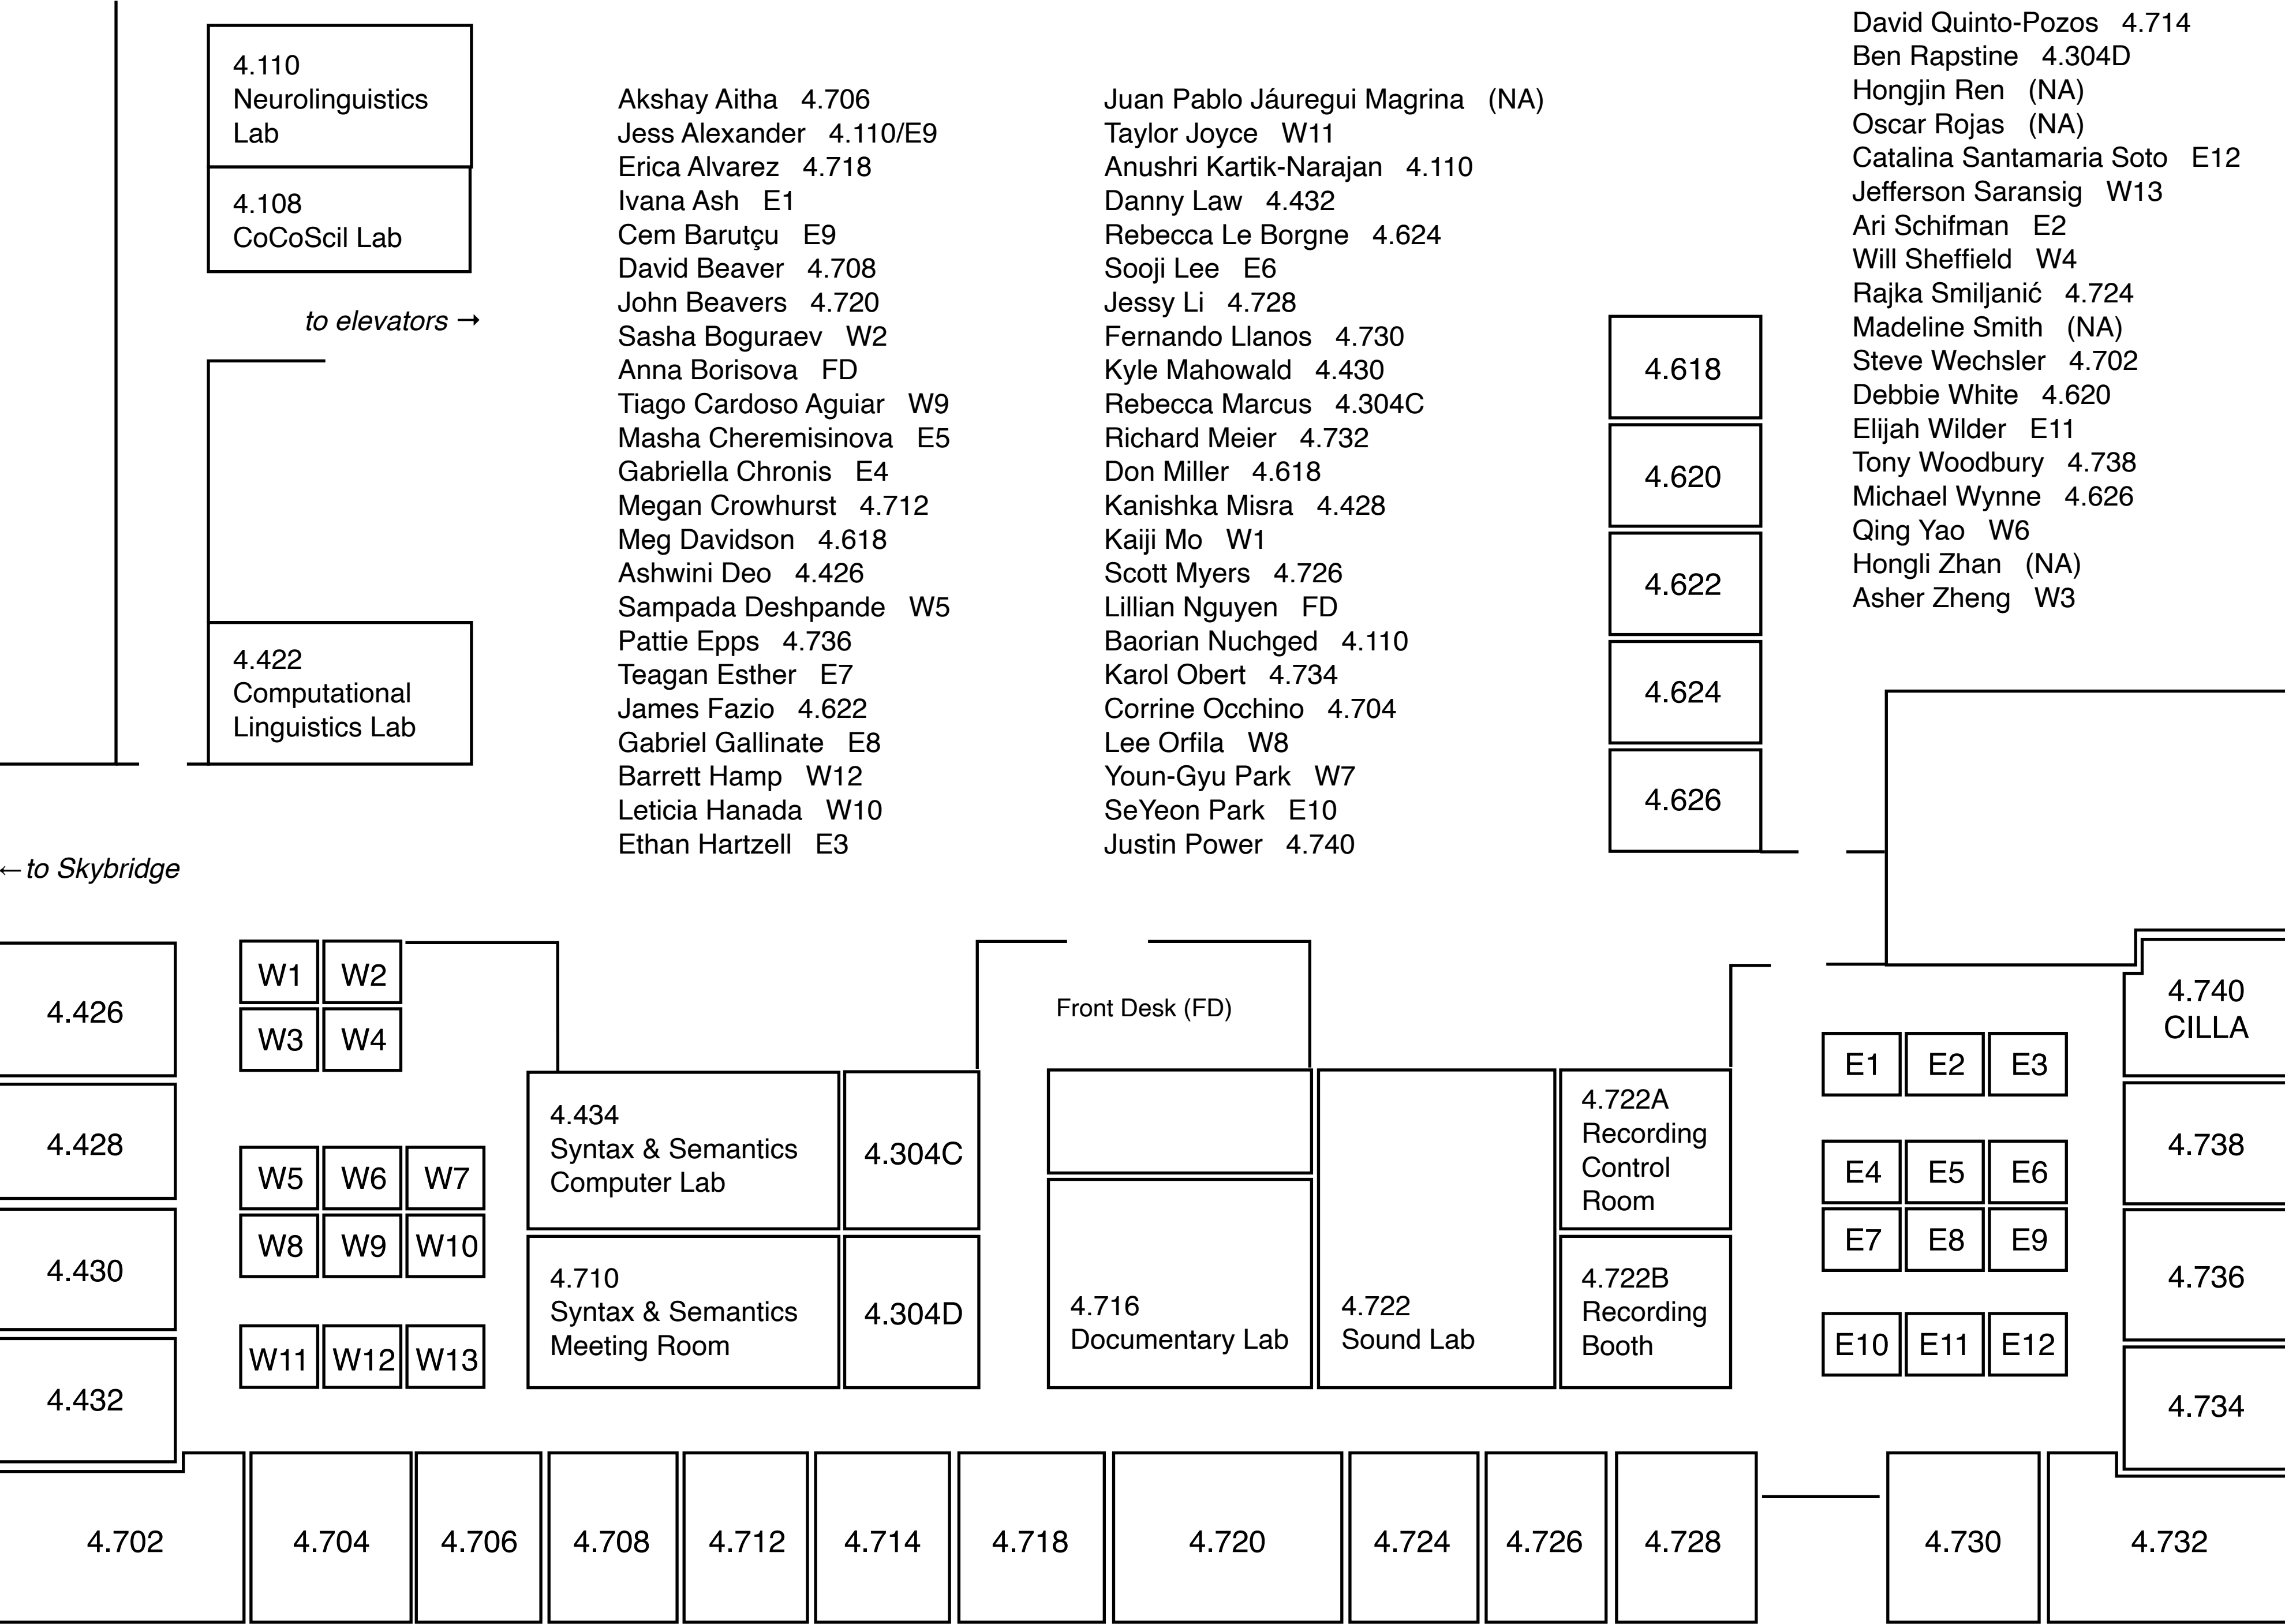 4.110
Neurolinguistics
Lab
4.108
CoCoScil Lab
to elevators →
4.422
Computational
Linguistics Lab
← to Skybridge
Akshay Aitha 4.706
Jess Alexander 4.110/E9
Erica Alvarez 4.718
Ivana Ash E1
Cem Barutçu E9
David Beaver 4.708
John Beavers 4.720
Sasha Boguraev W2
Anna Borisova FD
Tiago Cardoso Aguiar W9
Masha Cheremisinova E5
Gabriella Chronis E4
Megan Crowhurst 4.712
Meg Davidson 4.618
Ashwini Deo 4.426
Sampada Deshpande W5
Pattie Epps 4.736
Teagan Esther E7
James Fazio 4.622
Gabriel Gallinate E8
Barrett Hamp W12
Leticia Hanada W10
Ethan Hartzell E3
Juan Pablo Jáuregui Magrina (NA)
Taylor Joyce W11
Anushri Kartik-Narajan 4.110
Danny Law 4.432
Rebecca Le Borgne 4.624
Sooji Lee E6
Jessy Li 4.728
Fernando Llanos 4.730
Kyle Mahowald 4.430
Rebecca Marcus 4.304C
Richard Meier 4.732
Don Miller 4.618
Kanishka Misra 4.428
Kaiji Mo W1
Scott Myers 4.726
Lillian Nguyen FD
Baorian Nuchged 4.110
Karol Obert 4.734
Corrine Occhino 4.704
Lee Orfila W8
Youn-Gyu Park W7
SeYeon Park E10
Justin Power 4.740
David Quinto-Pozos 4.714
Ben Rapstine 4.304D
Hongjin Ren (NA)
Oscar Rojas (NA)
Catalina Santamaria Soto E12
Jefferson Saransig W13
Ari Schifman E2
Will Sheffield W4
Rajka Smiljanić 4.724
Madeline Smith (NA)
Steve Wechsler 4.702
Debbie White 4.620
Elijah Wilder E11
Tony Woodbury 4.738
Michael Wynne 4.626
Qing Yao W6
Hongli Zhan (NA)
Asher Zheng W3
4.618
4.620
4.622
4.624
4.626
4.426
4.428
4.430
4.432
W1 W2
W3 W4
W5 W6 W7
W8 W9 W10
W11 W12 W13
4.434
Syntax & Semantics
Computer Lab
4.304C
4.710
Syntax & Semantics
Meeting Room
4.304D
Front Desk (FD)
4.716
Documentary Lab
4.722
Sound Lab
4.722A
Recording
Control
Room
4.722B
Recording
Booth
E1 E2 E3
E4 E5 E6
E7 E8 E9
E10 E11 E12
4.740
CILLA
4.738
4.736
4.734
4.702 4.704 4.706 4.708 4.712 4.714 4.718 4.720 4.724 4.726 4.728 4.730 4.732